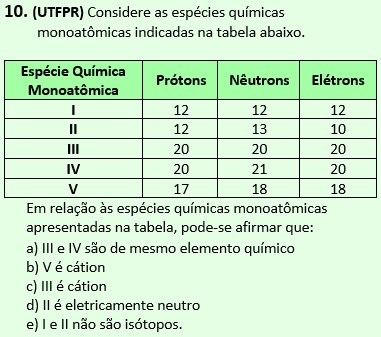 10. (UTFPR) Considere as espécies químicas
monoatômicas indicadas na tabela abaixo.
Espécie Química Monoatômica Prótons Nêutrons Elétrons
I 12 12 12
II 12 13 10
III 20 20 20
IV 20 21 20
V 17 18 18
Em relação às espécies químicas monoatômicas
apresentadas na tabela, pode-se afirmar que:
a) III e IV são de mesmo elemento químico
b) V é cátion
c) III é cátion
d) II é eletricamente neutro
e) I e II não são isótopos.